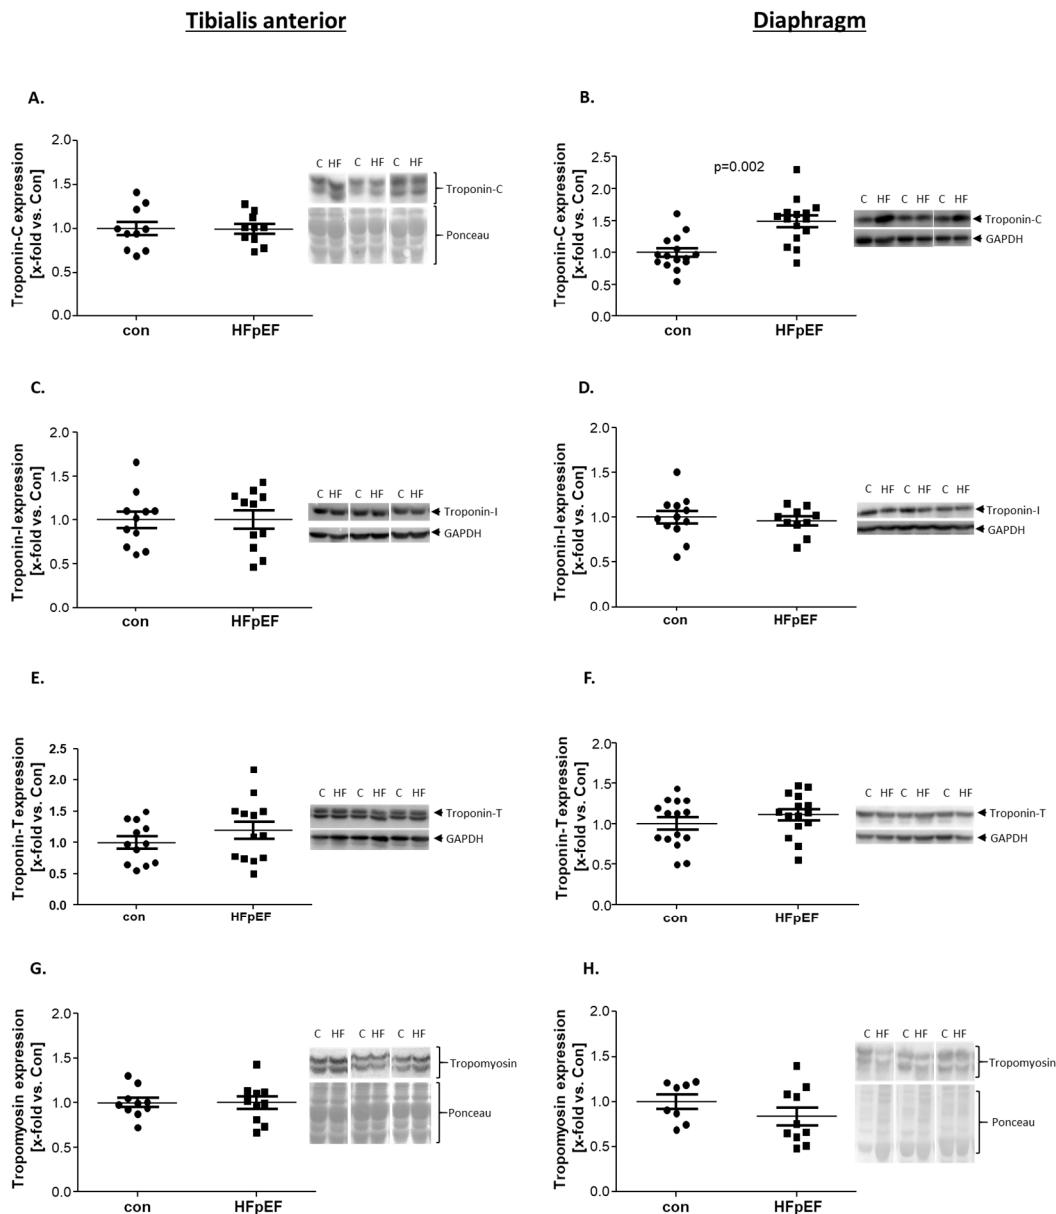 Tibialis anterior
Diaphragm
A.
Troponin-C expression
[x-fold vs. Con]
2.0
1.5
1.0
0.5
0.0
con
HFpEF
C HF C HF C HF
Troponin-C
Ponceau
B.
Troponin-C expression
[x-fold vs. Con]
2.5
2.0
1.5
1.0
0.5
0.0
p=0.002
con
HFpEF
C HF C HF C HF
Troponin-C
GAPDH
C.
Troponin-I expression
[x-fold vs. Con]
2.0
1.5
1.0
0.5
0.0
con
HFpEF
C HF C HF C HF
Troponin-I
GAPDH
D.
Troponin-I expression
[x-fold vs. Con]
2.0
1.5
1.0
0.5
0.0
con
HFpEF
C HF C HF C HF
Troponin-I
GAPDH
E.
Troponin-T expression
[x-fold vs. Con]
2.5
2.0
1.5
1.0
0.5
0.0
con
HFpEF
C HF C HF C HF
Troponin-T
GAPDH
F.
Troponin-T expression
[x-fold vs. Con]
2.0
1.5
1.0
0.5
0.0
con
HFpEF
C HF C HF C HF
Troponin-T
GAPDH
G.
Tropomyosin expression
[x-fold vs. Con]
2.0
1.5
1.0
0.5
0.0
con
HFpEF
C HF C HF C HF
Tropomyosin
Ponceau
H.
Tropomyosin expression
[x-fold vs. Con]
2.0
1.5
1.0
0.5
0.0
con
HFpEF
C HF C HF C HF
Tropomyosin
Ponceau